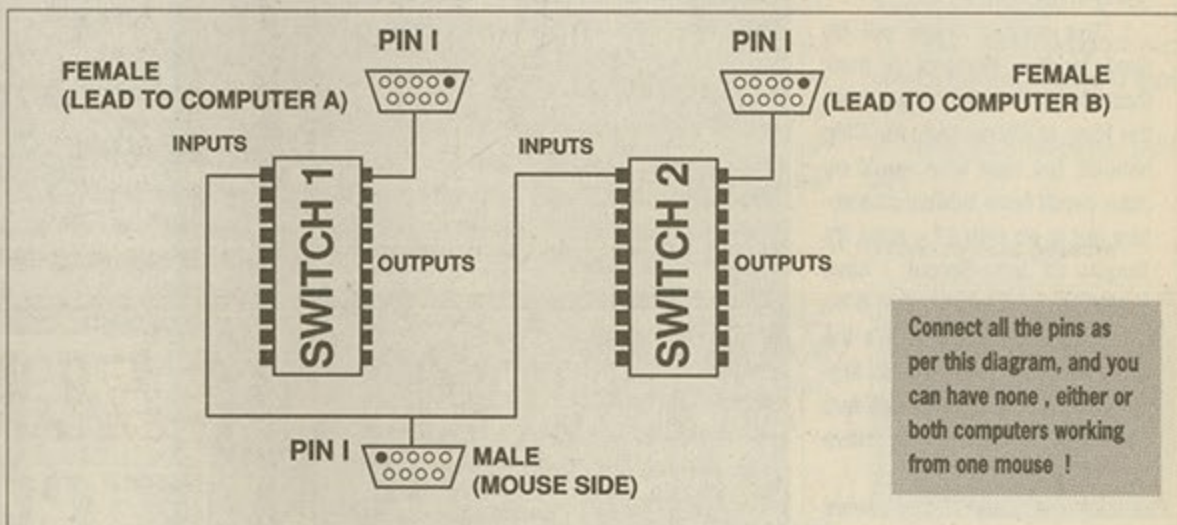 PIN I
FEMALE
(LEAD TO COMPUTER A)
INPUTS
SWITCH 1
OUTPUTS
PIN I
FEMALE
(LEAD TO COMPUTER B)
INPUTS
SWITCH 2
OUTPUTS
PIN I
MALE
(MOUSE SIDE)
Connect all the pins as
per this diagram, and you
can have none , either or
both computers working
from one mouse !